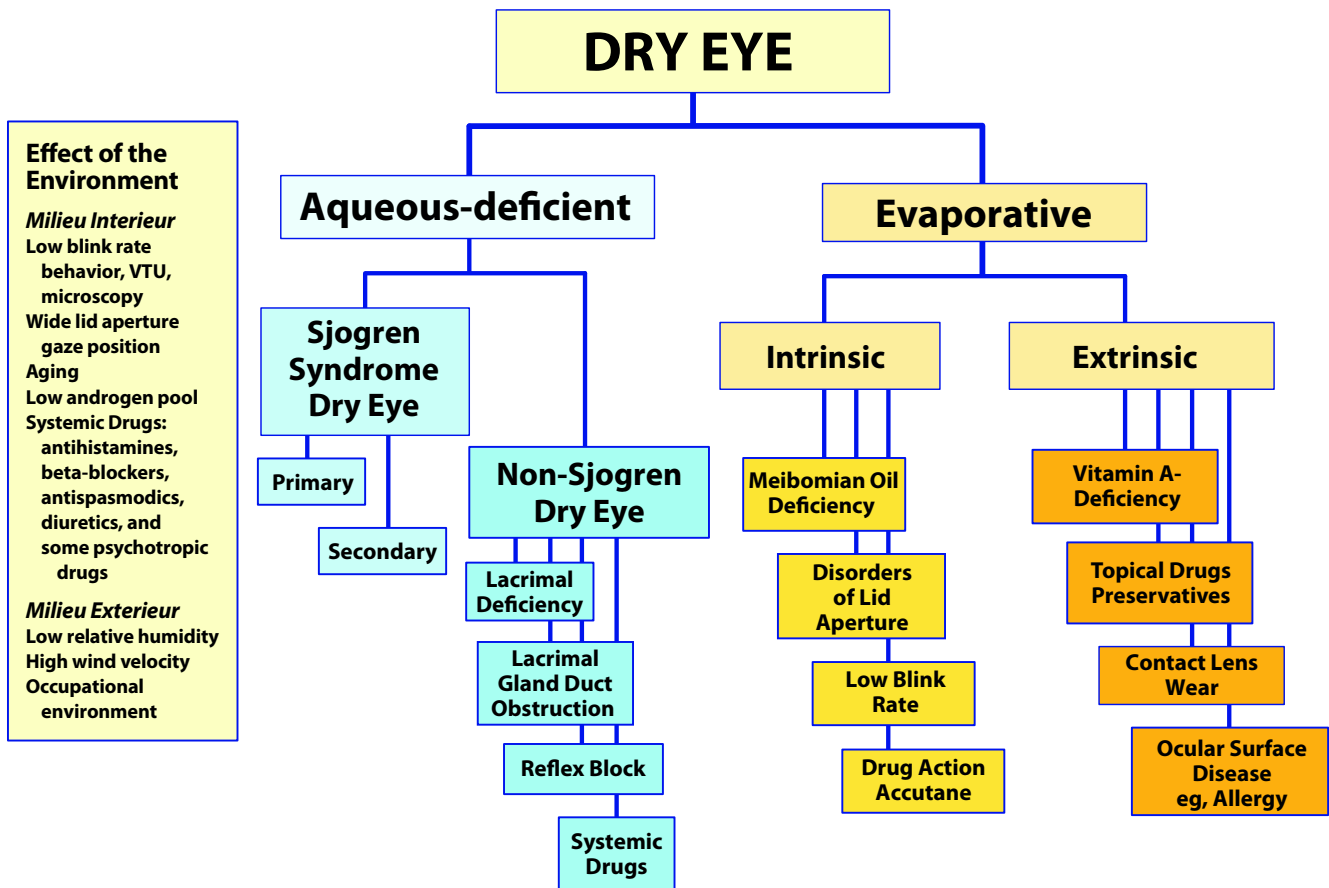 DRY EYE
Effect of the
Environment
Milieu Interieur
Low blink rate
behavior, VTU,
microscopy
Wide lid aperture
gaze position
Aging
Low androgen pool
Systemic Drugs:
antihistamines,
beta-blockers,
antispasmodics,
diuretics, and
some psychotropic
drugs
Milieu Exterieur
Low relative humidity
High wind velocity
Occupational
environment
Aqueous-deficient
Evaporative
Sjogren
Syndrome
Dry Eye
Primary
Secondary
Non-Sjogren
Dry Eye
Lacrimal
Deficiency
Lacrimal
Gland Duct
Obstruction
Reflex Block
Systemic
Drugs
Intrinsic
Meibomian Oil
Deficiency
Disorders
of Lid
Aperture
Low Blink
Rate
Drug Action
Accutane
Extrinsic
Vitamin A-
Deficiency
Topical Drugs
Preservatives
Contact Lens
Wear
Ocular Surface
Disease
eg, Allergy